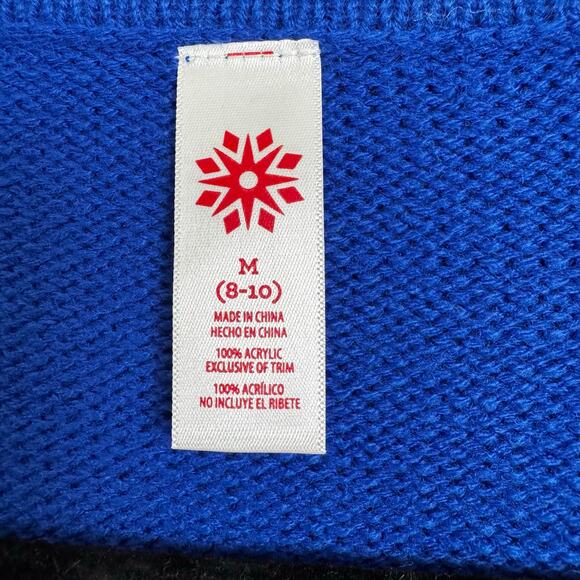 M
(8-10)
MADE IN CHINA
HECHO EN CHINA
100% ACRYLIC
EXCLUSIVE OF TRIM
100% ACRÍLICO
NO INCLUYE EL RIBETE